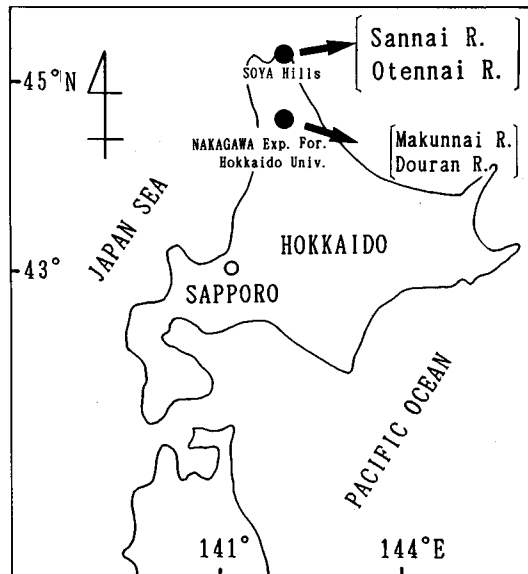 Sannai R.
Otennai R.
SOYA Hills
45°N
NAKAGAWA Exp. For.
Hokkaido Univ.
Makunnai R.
Douran R.
JAPAN SEA
HOKKAIDO
43°
SAPPORO
PACIFIC OCEAN
141°
144°E